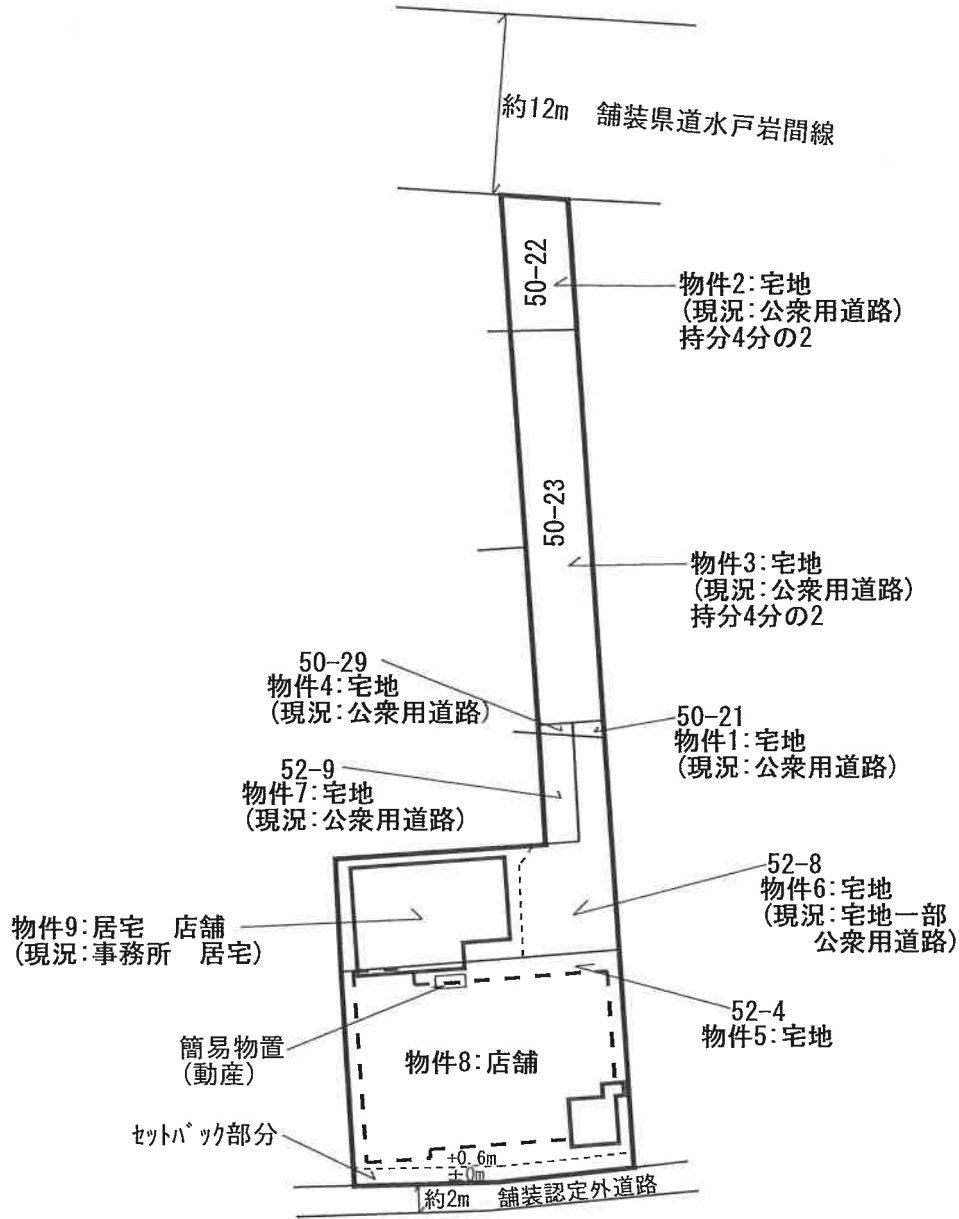 約12m　舗装県道水戸岩間線
50-22
物件2:宅地
(現況:公衆用道路)
持分4分の2
50-23
物件3:宅地
(現況:公衆用道路)
持分4分の2
50-29
物件4:宅地
(現況:公衆用道路)
50-21
物件1:宅地
(現況:公衆用道路)
52-9
物件7:宅地
(現況:公衆用道路)
52-8
物件6:宅地
(現況:宅地一部
公衆用道路)
物件9:居宅　店舗
(現況:事務所　居宅)
52-4
物件5:宅地
簡易物置
(動産)
物件8:店舗
ｾｯﾄﾊﾞｯｸ部分
+0.6m
±0m
約2m　舗装認定外道路